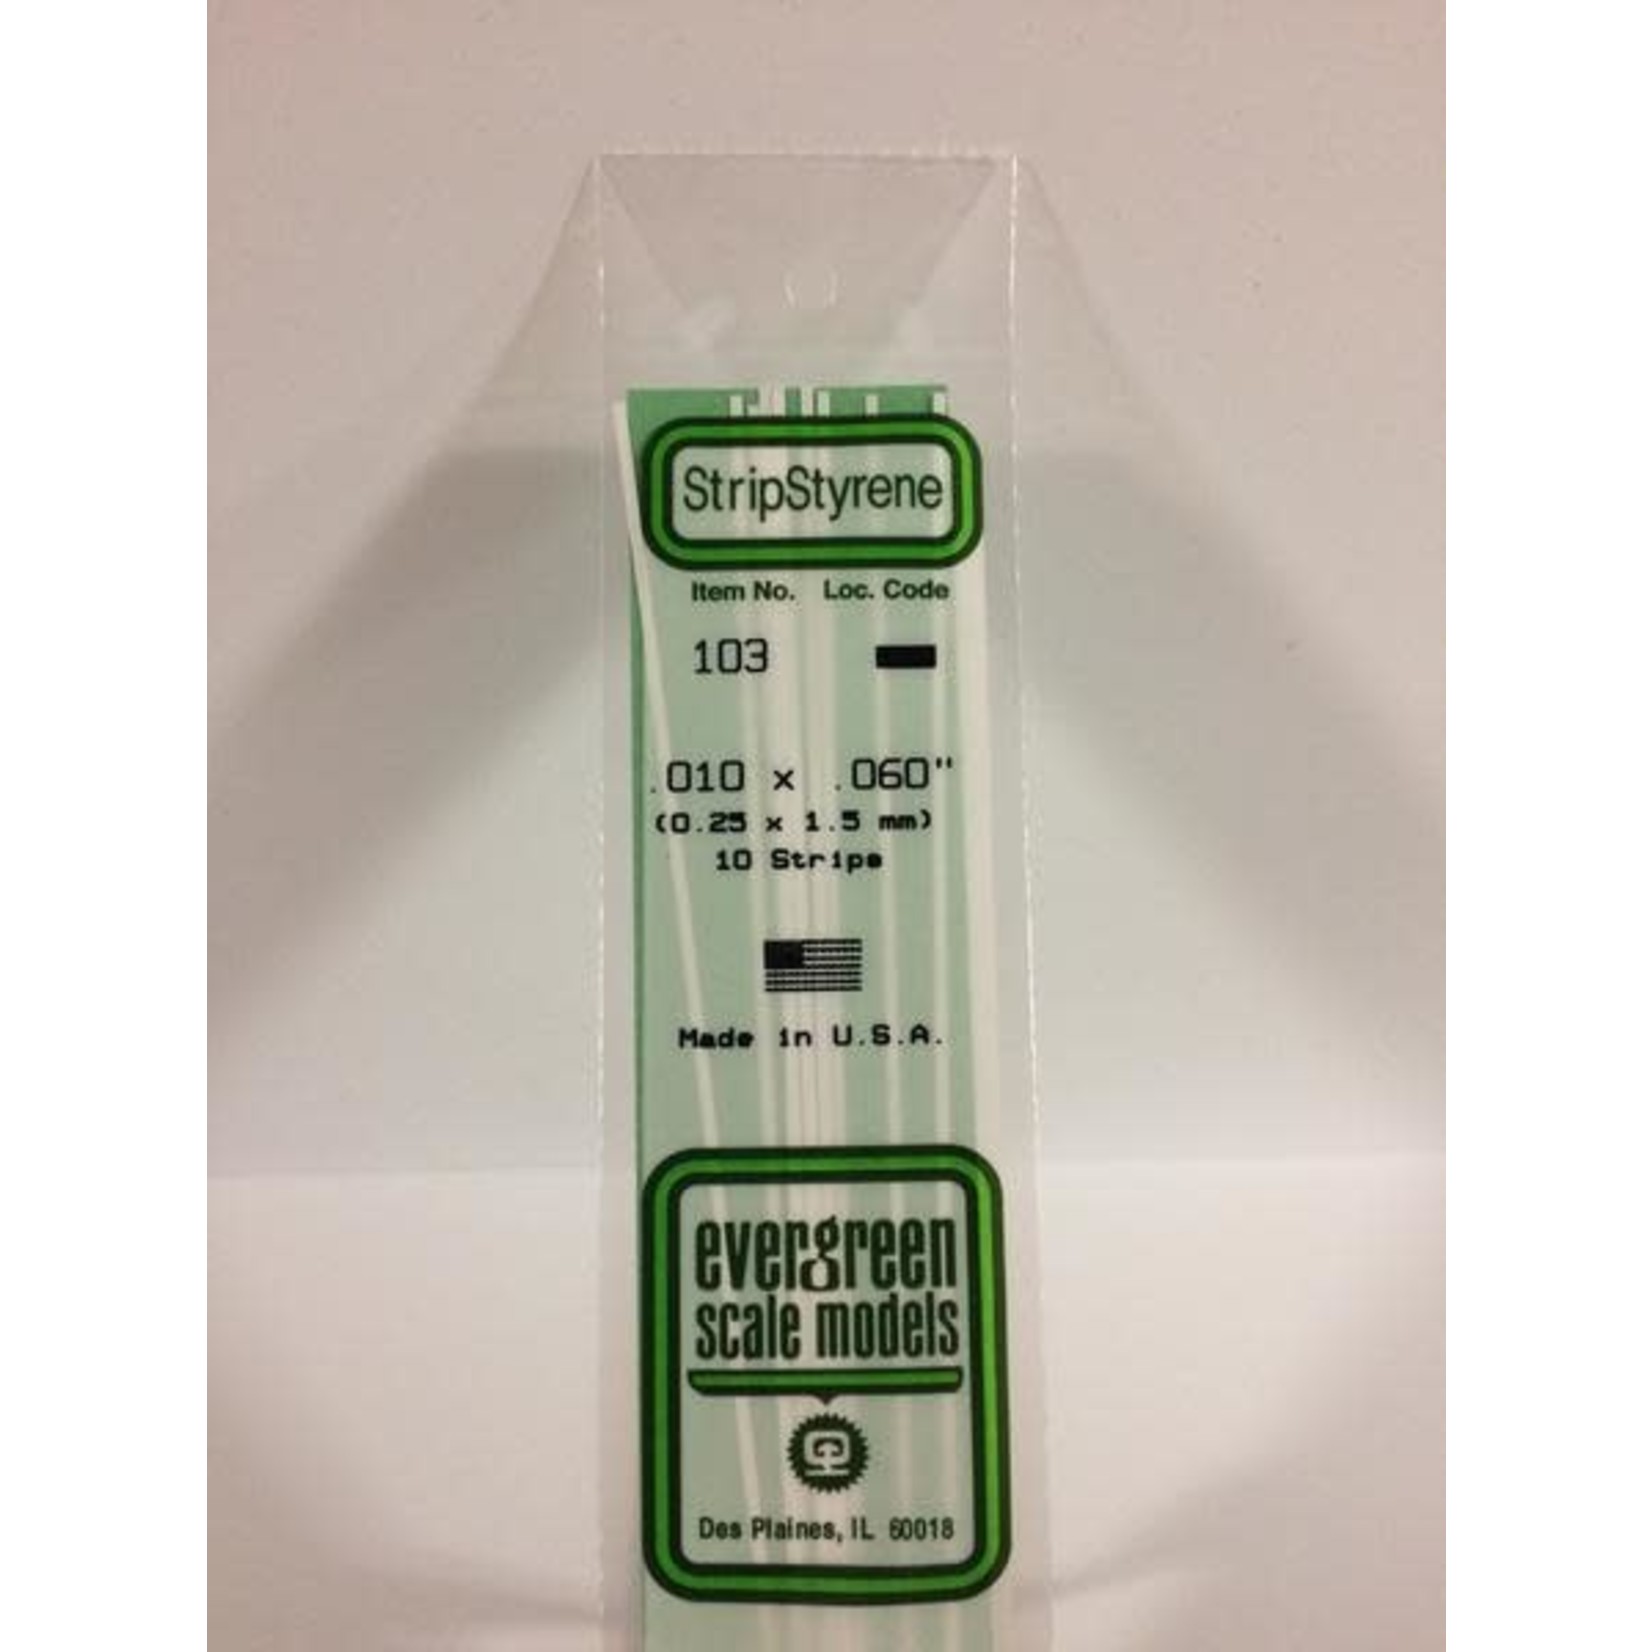 StripStyrene
Item No. Loc. Code
103
.010 x .060"
(0.25 x 1.5 mm)
10 Strips
Made in U.S.A.
evergreen
scale models
Des Plaines, IL 60018